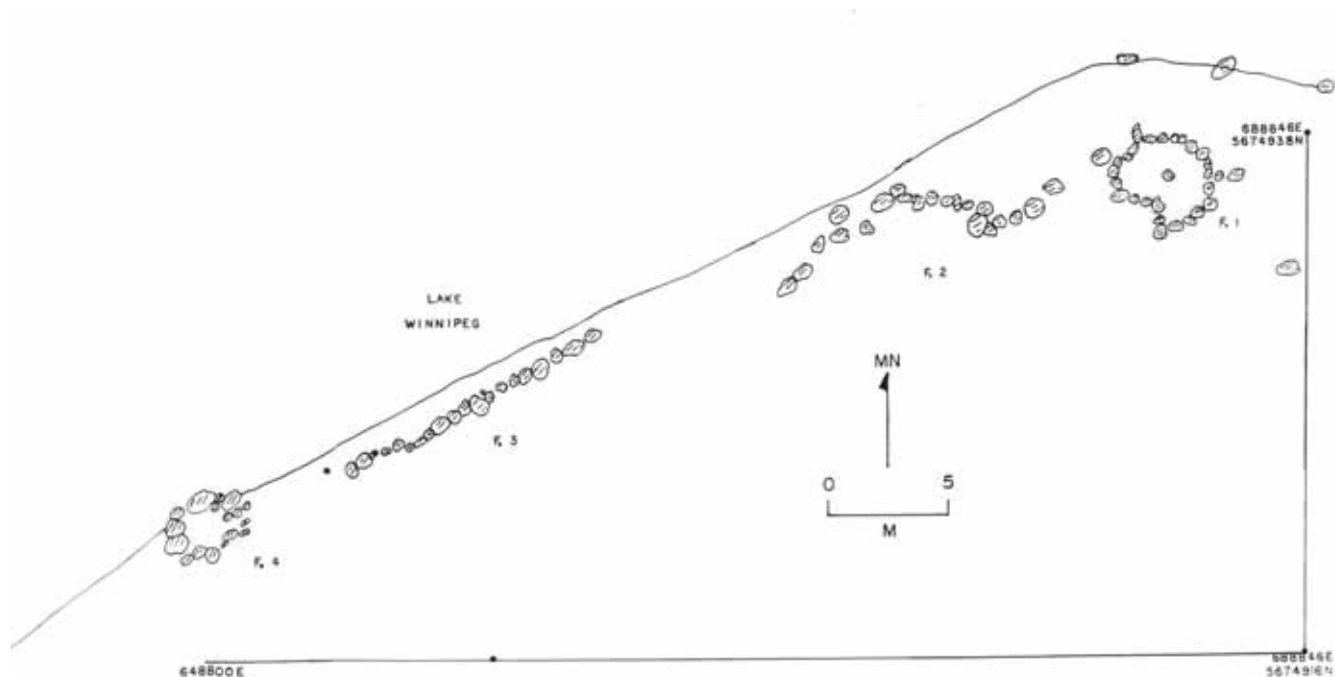 688846E
5674938N
F. 1
F. 2
LAKE
WINNIPEG
MN
F. 3
0 5
M
F. 4
648800E
688846E
5674916N